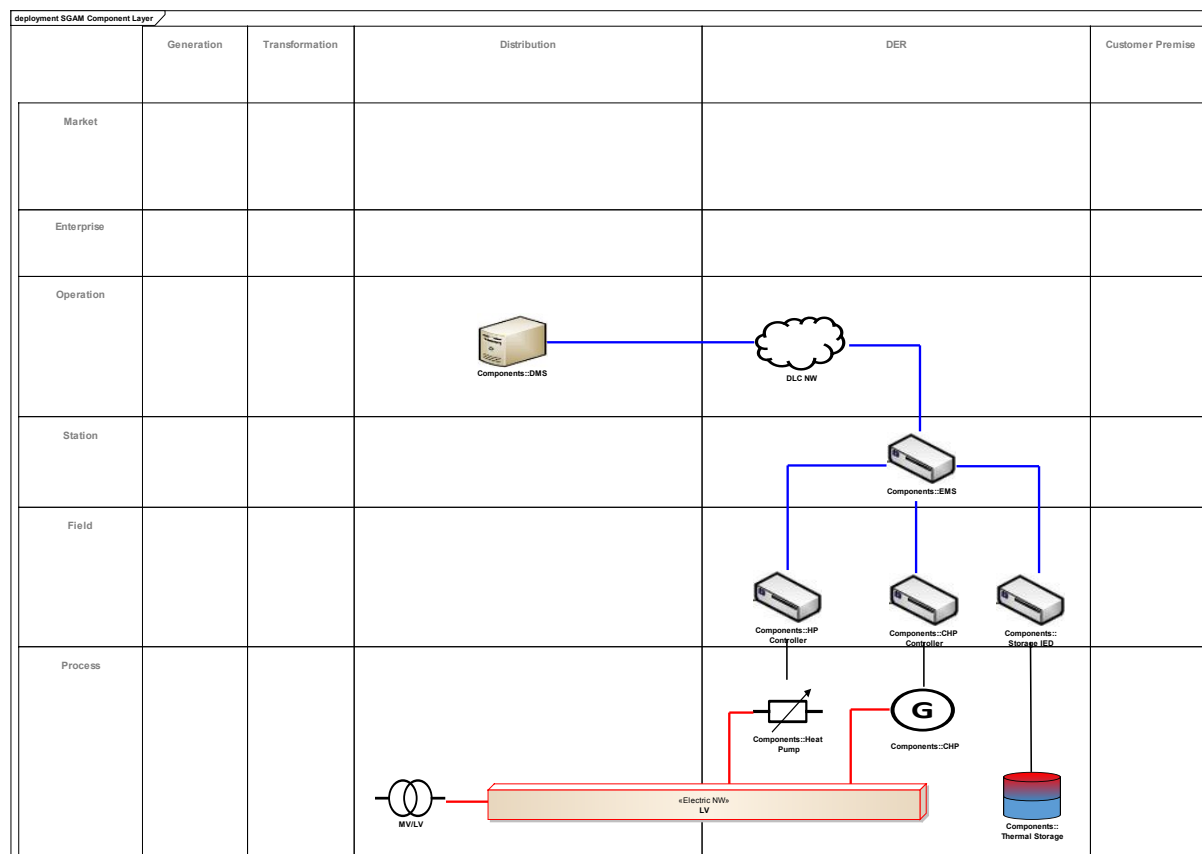 deployment SGAM Component Layer
Generation
Transformation
Distribution
DER
Customer Premise
Market
Enterprise
Operation
Components::DMS
DLC NW
Station
Components::EMS
Field
Components::HP
Controller
Components::CHP
Controller
Components::
Storage IED
Process
G
Components::Heat
Pump
Components::CHP
«Electric NW»
LV
MV/LV
Components::
Thermal Storage